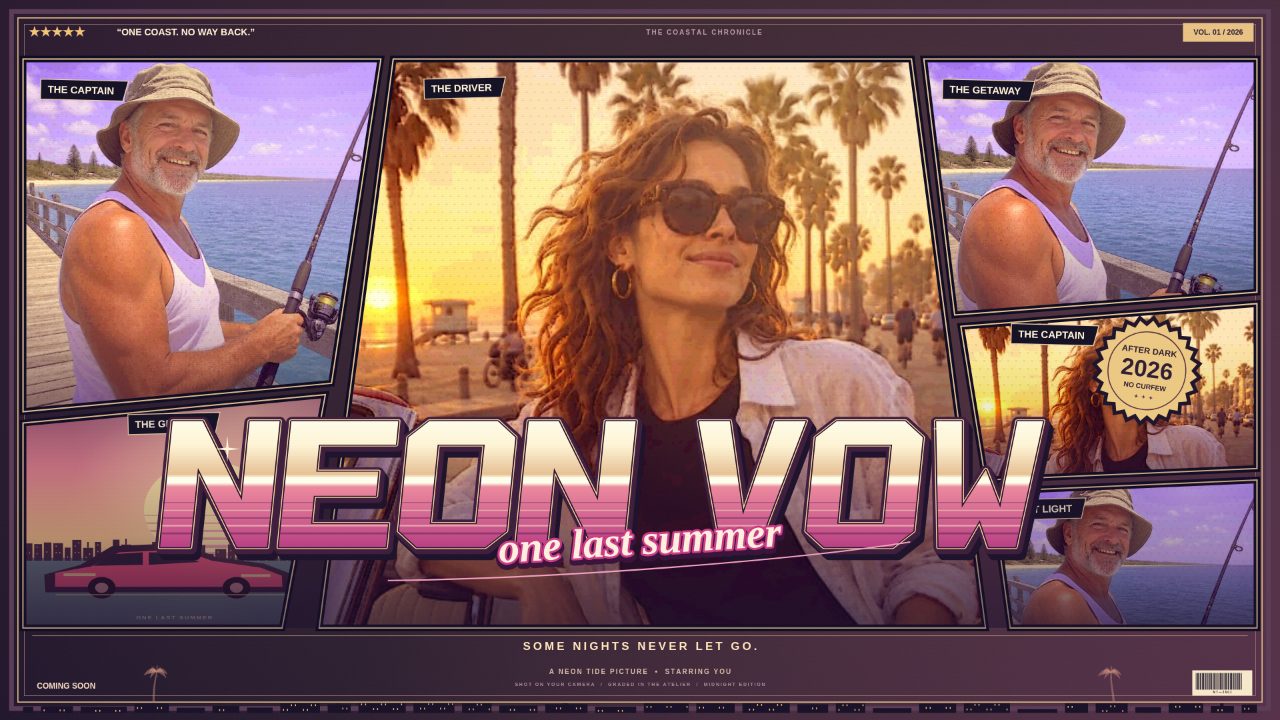 ★★★★★ “ONE COAST. NO WAY BACK.”
THE COASTAL CHRONICLE
VOL. 01 / 2026
THE CAPTAIN
THE DRIVER
THE GETAWAY
THE CAPTAIN
AFTER DARK
2026
NO CURFEW
+ + +
THE
LIGHT
NEON VOW
one last summer
ONE LAST SUMMER
SOME NIGHTS NEVER LET GO.
A NEON TIDE PICTURE • STARRING YOU
SHOT ON YOUR CAMERA / GRADED IN THE ATELIER / MIDNIGHT EDITION
COMING SOON